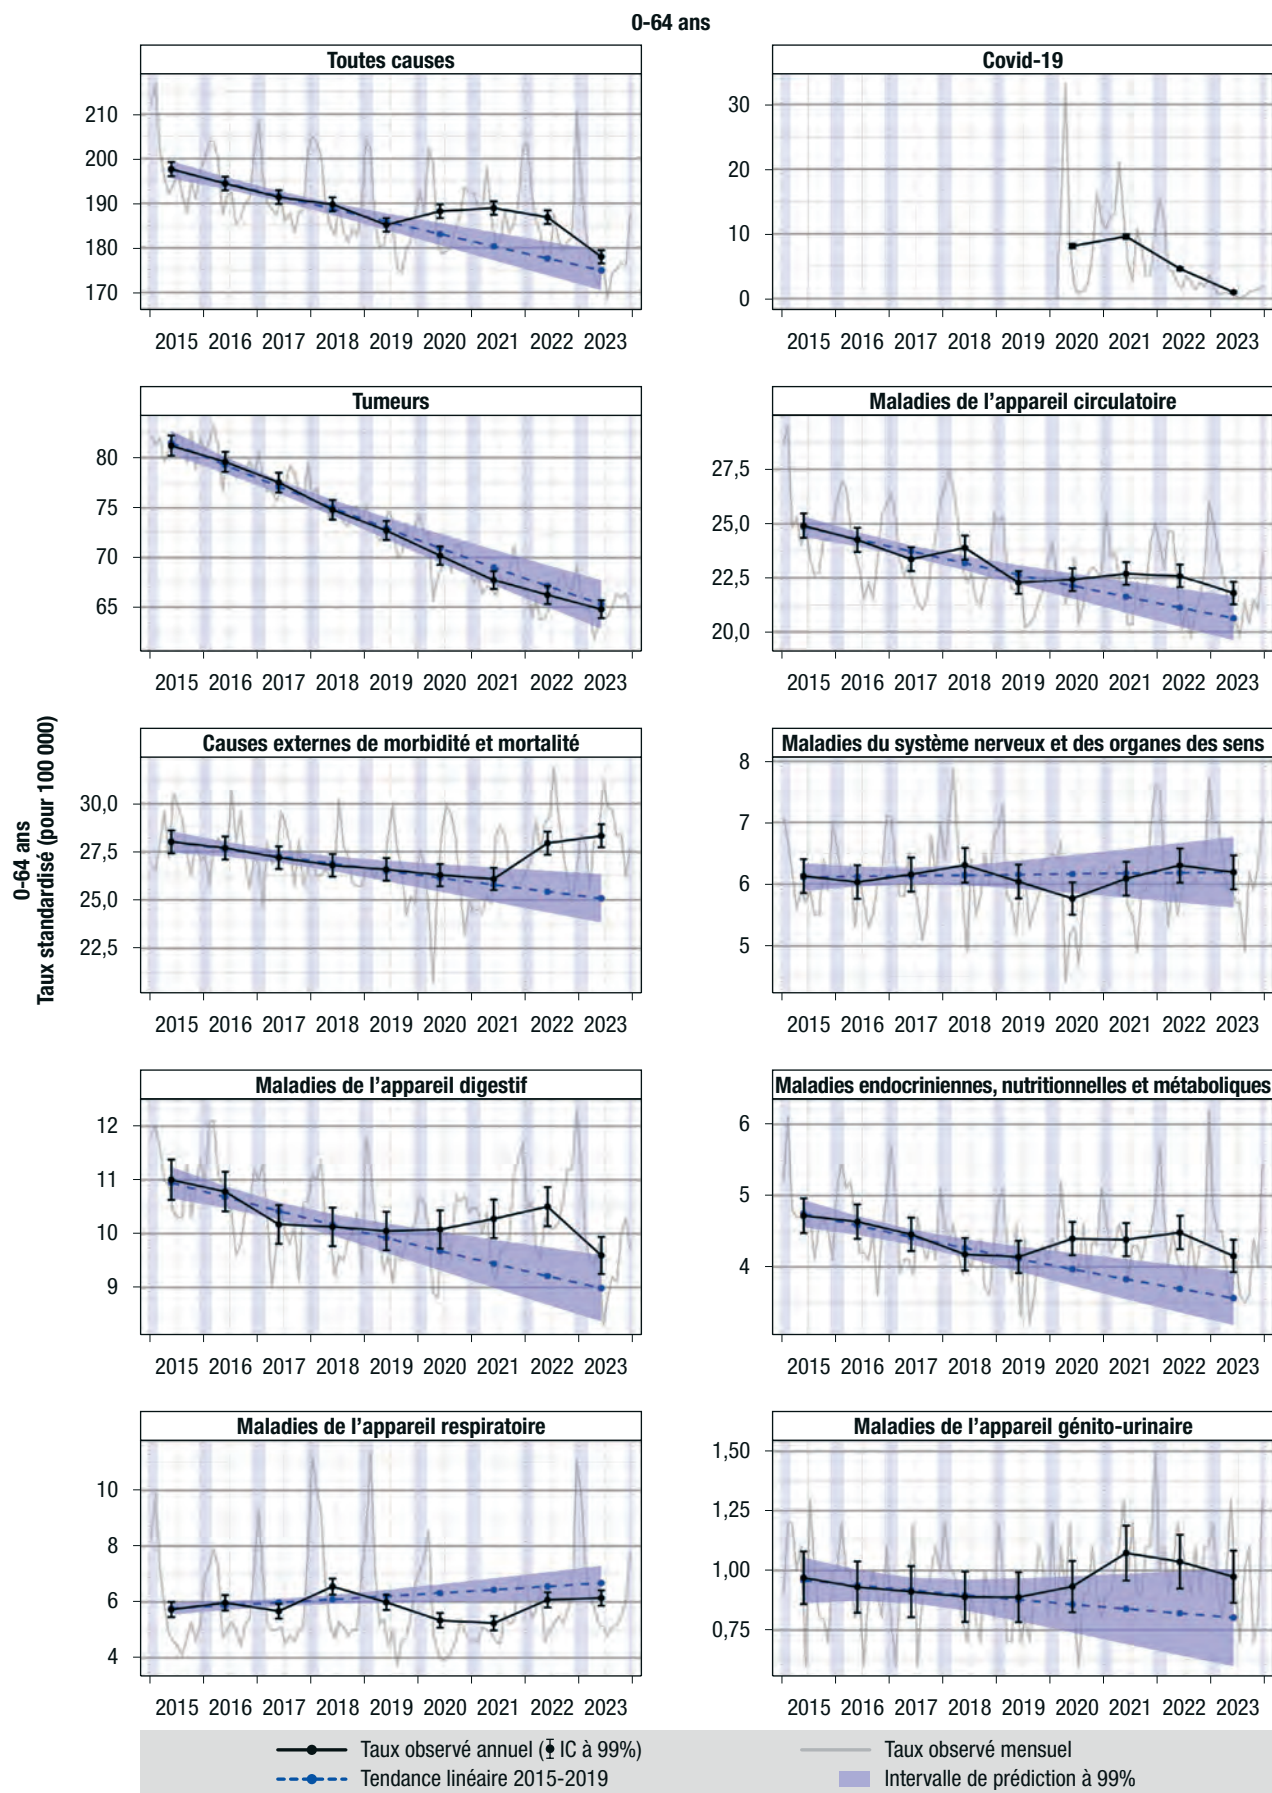 0-64 ans
Toutes causes
Covid-19
210
200
190
180
170
30
20
10
0
2015 2016 2017 2018 2019 2020 2021 2022 2023
2015 2016 2017 2018 2019 2020 2021 2022 2023
Tumeurs
Maladies de l'appareil circulatoire
80
75
70
65
27,5
25,0
22,5
20,0
2015 2016 2017 2018 2019 2020 2021 2022 2023
2015 2016 2017 2018 2019 2020 2021 2022 2023
0-64 ans
Taux standardisé (pour 100 000)
Causes externes de morbidité et mortalité
Maladies du système nerveux et des organes des sens
30,0
27,5
25,0
22,5
8
7
6
5
2015 2016 2017 2018 2019 2020 2021 2022 2023
2015 2016 2017 2018 2019 2020 2021 2022 2023
Maladies de l'appareil digestif
Maladies endocriniennes, nutritionnelles et métaboliques
12
11
10
9
6
5
4
2015 2016 2017 2018 2019 2020 2021 2022 2023
2015 2016 2017 2018 2019 2020 2021 2022 2023
Maladies de l'appareil respiratoire
Maladies de l'appareil génito-urinaire
10
8
6
4
1,50
1,25
1,00
0,75
2015 2016 2017 2018 2019 2020 2021 2022 2023
2015 2016 2017 2018 2019 2020 2021 2022 2023
Taux observé annuel (IC à 99%)
Taux observé mensuel
Tendance linéaire 2015-2019
Intervalle de prédiction à 99%